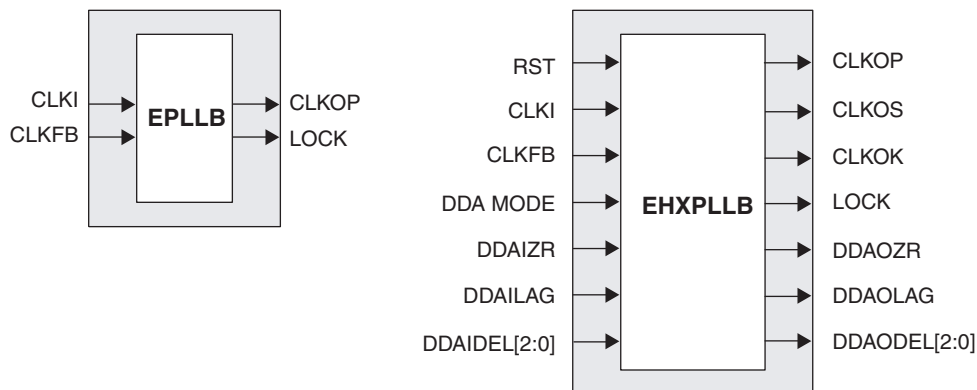 CLKI
CLKFB
EPLLB
CLKOP
LOCK
RST
CLKI
CLKFB
DDA MODE
DDAIZR
DDAILAG
DDAIDEL[2:0]
EHXPLLB
CLKOP
CLKOS
CLKOK
LOCK
DDAOZR
DDAOLAG
DDAODEL[2:0]